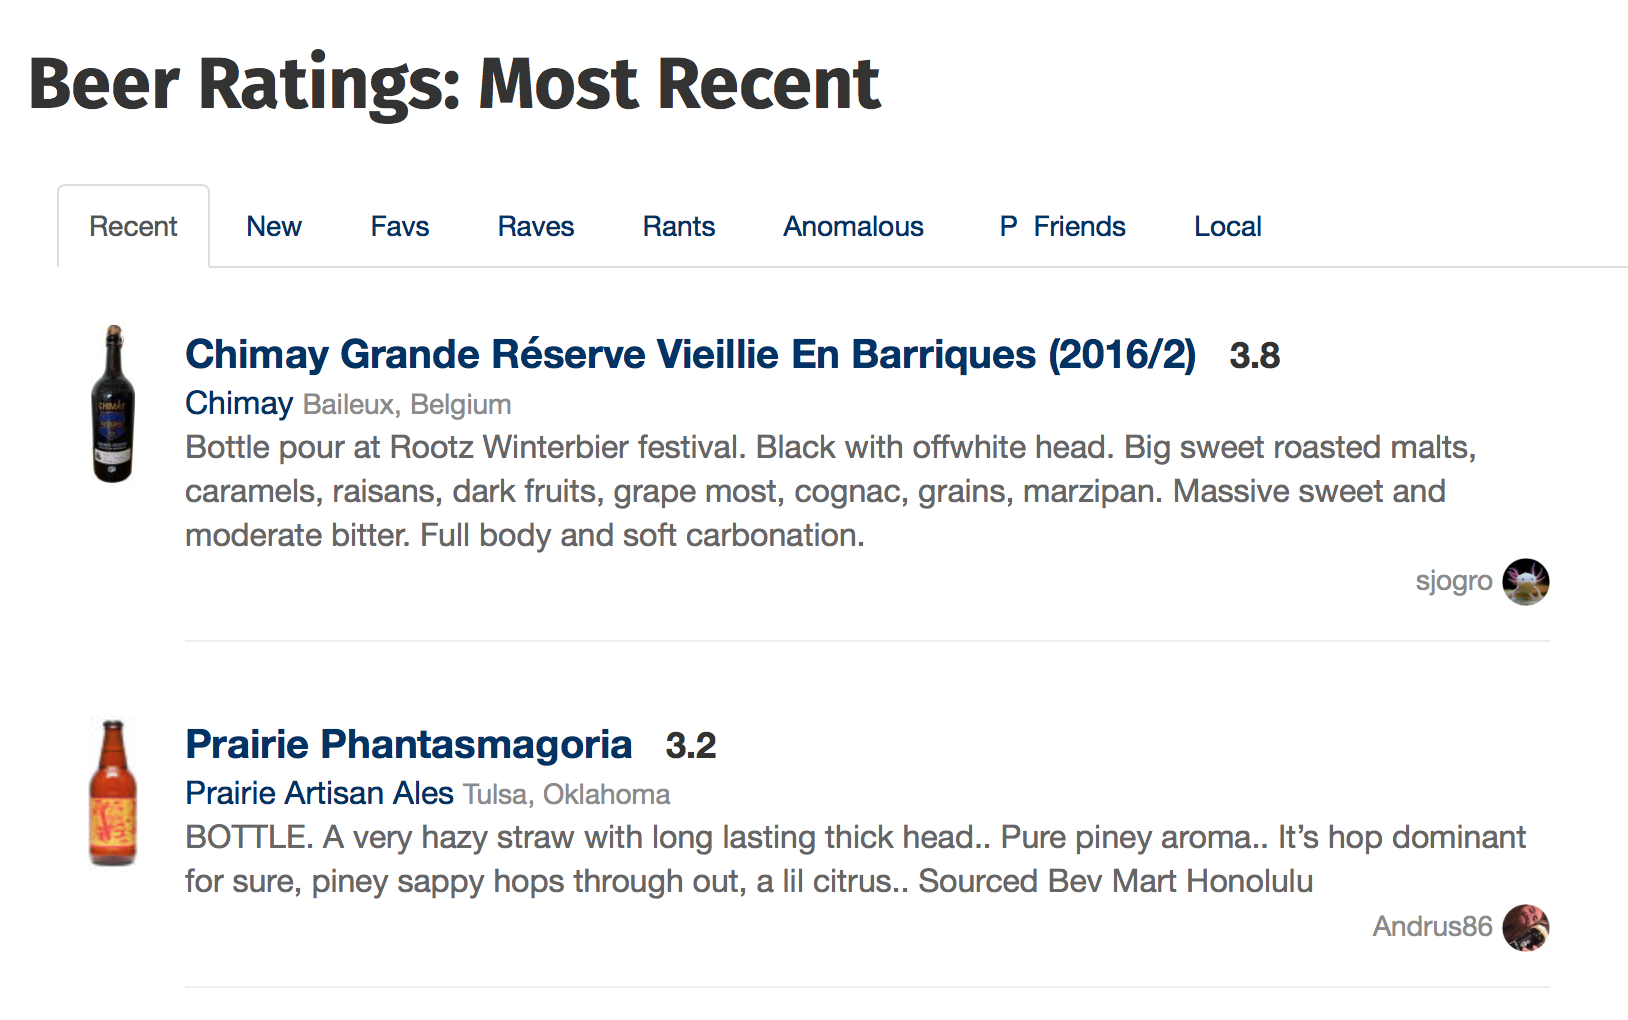 Beer Ratings: Most Recent
Recent New Favs Raves Rants Anomalous P Friends Local
Chimay Grande Réserve Vieillie En Barriques (2016/2) 3.8
Chimay Baileux, Belgium
Bottle pour at Rootz Winterbier festival. Black with offwhite head. Big sweet roasted malts,
caramels, raisans, dark fruits, grape most, cognac, grains, marzipan. Massive sweet and
moderate bitter. Full body and soft carbonation.
CHIMAY
sjogro
Prairie Phantasmagoria 3.2
Prairie Artisan Ales Tulsa, Oklahoma
BOTTLE. A very hazy straw with long lasting thick head.. Pure piney aroma.. It’s hop dominant
for sure, piney sappy hops through out, a lil citrus.. Sourced Bev Mart Honolulu
Andrus86